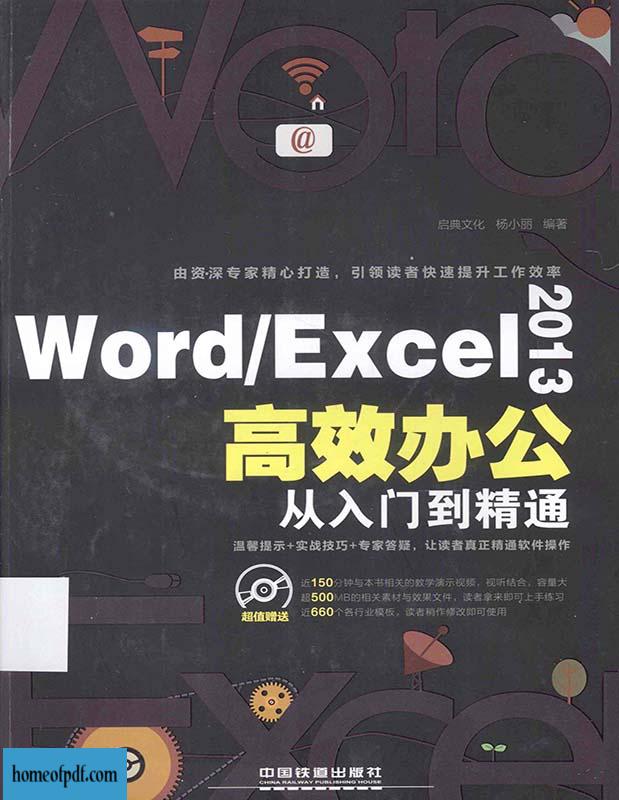 Word
@
启典文化 杨小丽 编著
由资深专家精心打造，引领读者快速提升工作效率
Word/Excel 2013
高效办公
从入门到精通
温馨提示+实战技巧+专家答疑，让读者真正精通软件操作
近150分钟与本书相关的教学演示视频，视听结合，容量大
超500MB的相关素材与效果文件，读者拿来即可上手练习
近660个各行业模板，读者稍作修改即可使用
超值赠送
Excel
中国铁道出版社
CHINA RAILWAY PUBLISHING HOUSE
homeofpdf.com